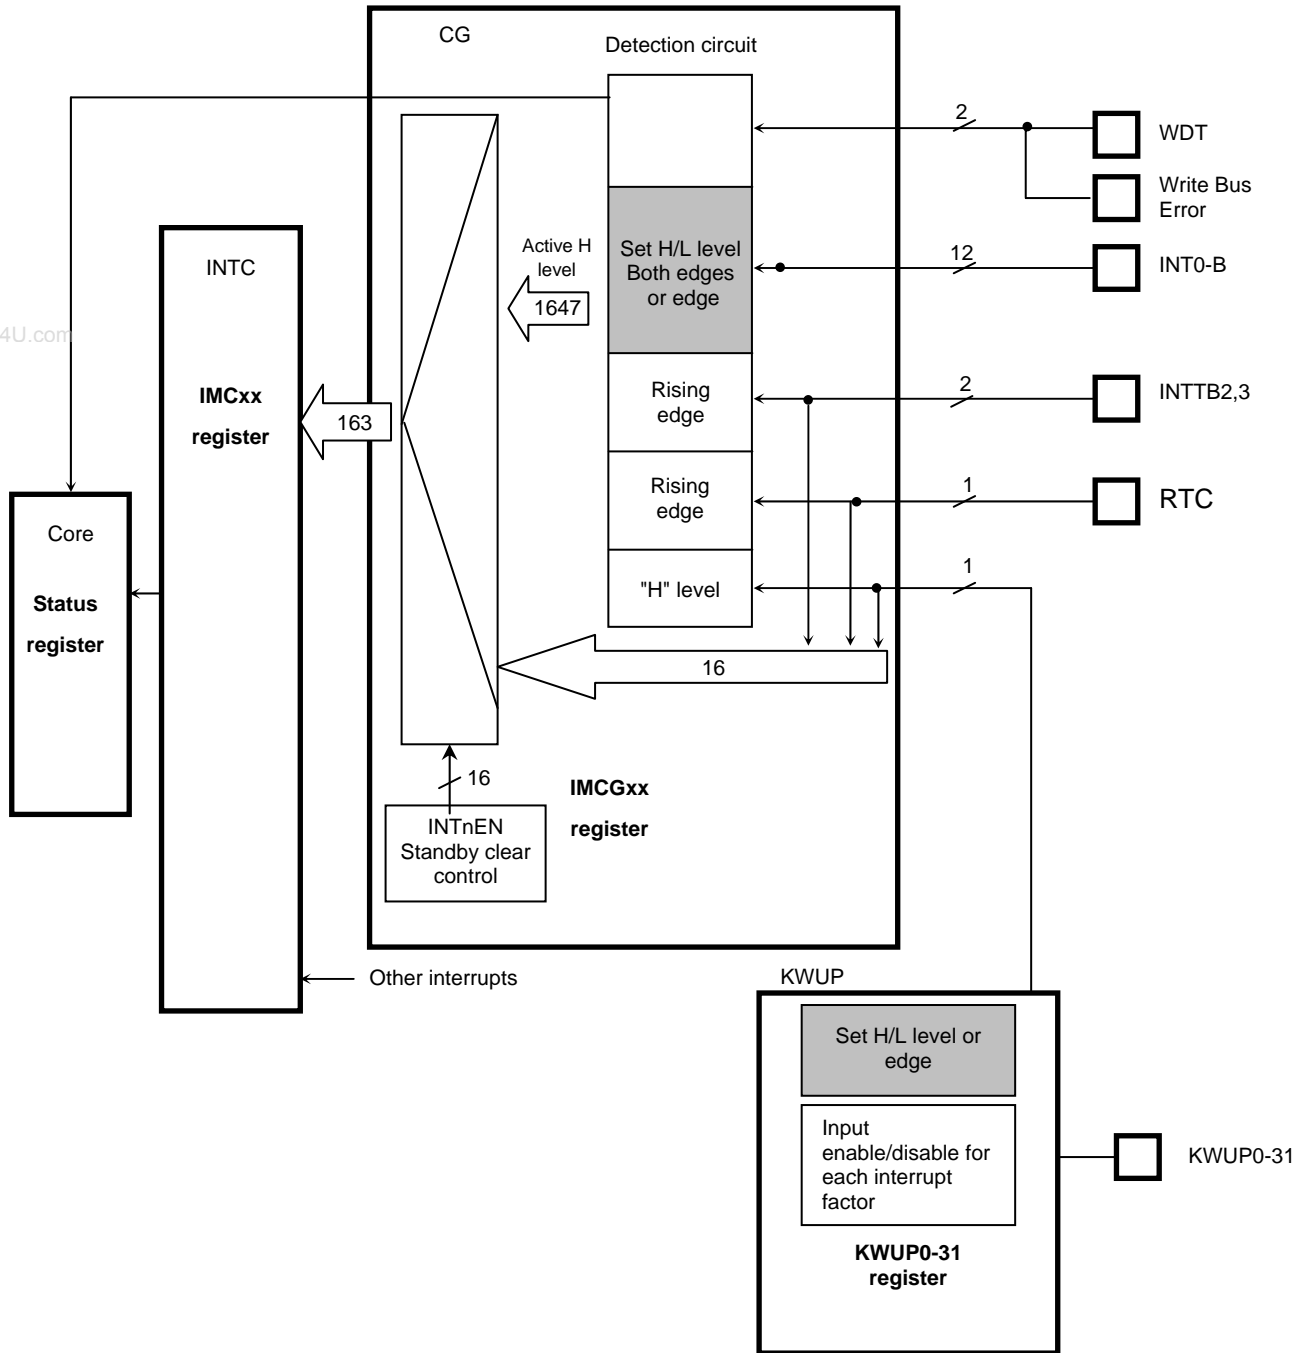 CG
Detection circuit
2
WDT
Write Bus
Error
Active H
level
1647
Set H/L level
Both edges
or edge
12
INT0-B
INTC
4U.com
IMCxx
register
163
Rising
edge
2
INTTB2,3
Rising
edge
1
RTC
Core
Status
register
"H" level
1
16
16
INTnEN
Standby clear
control
IMCGxx
register
Other interrupts
KWUP
Set H/L level or
edge
Input
enable/disable for
each interrupt
factor
KWUP0-31
register
KWUP0-31